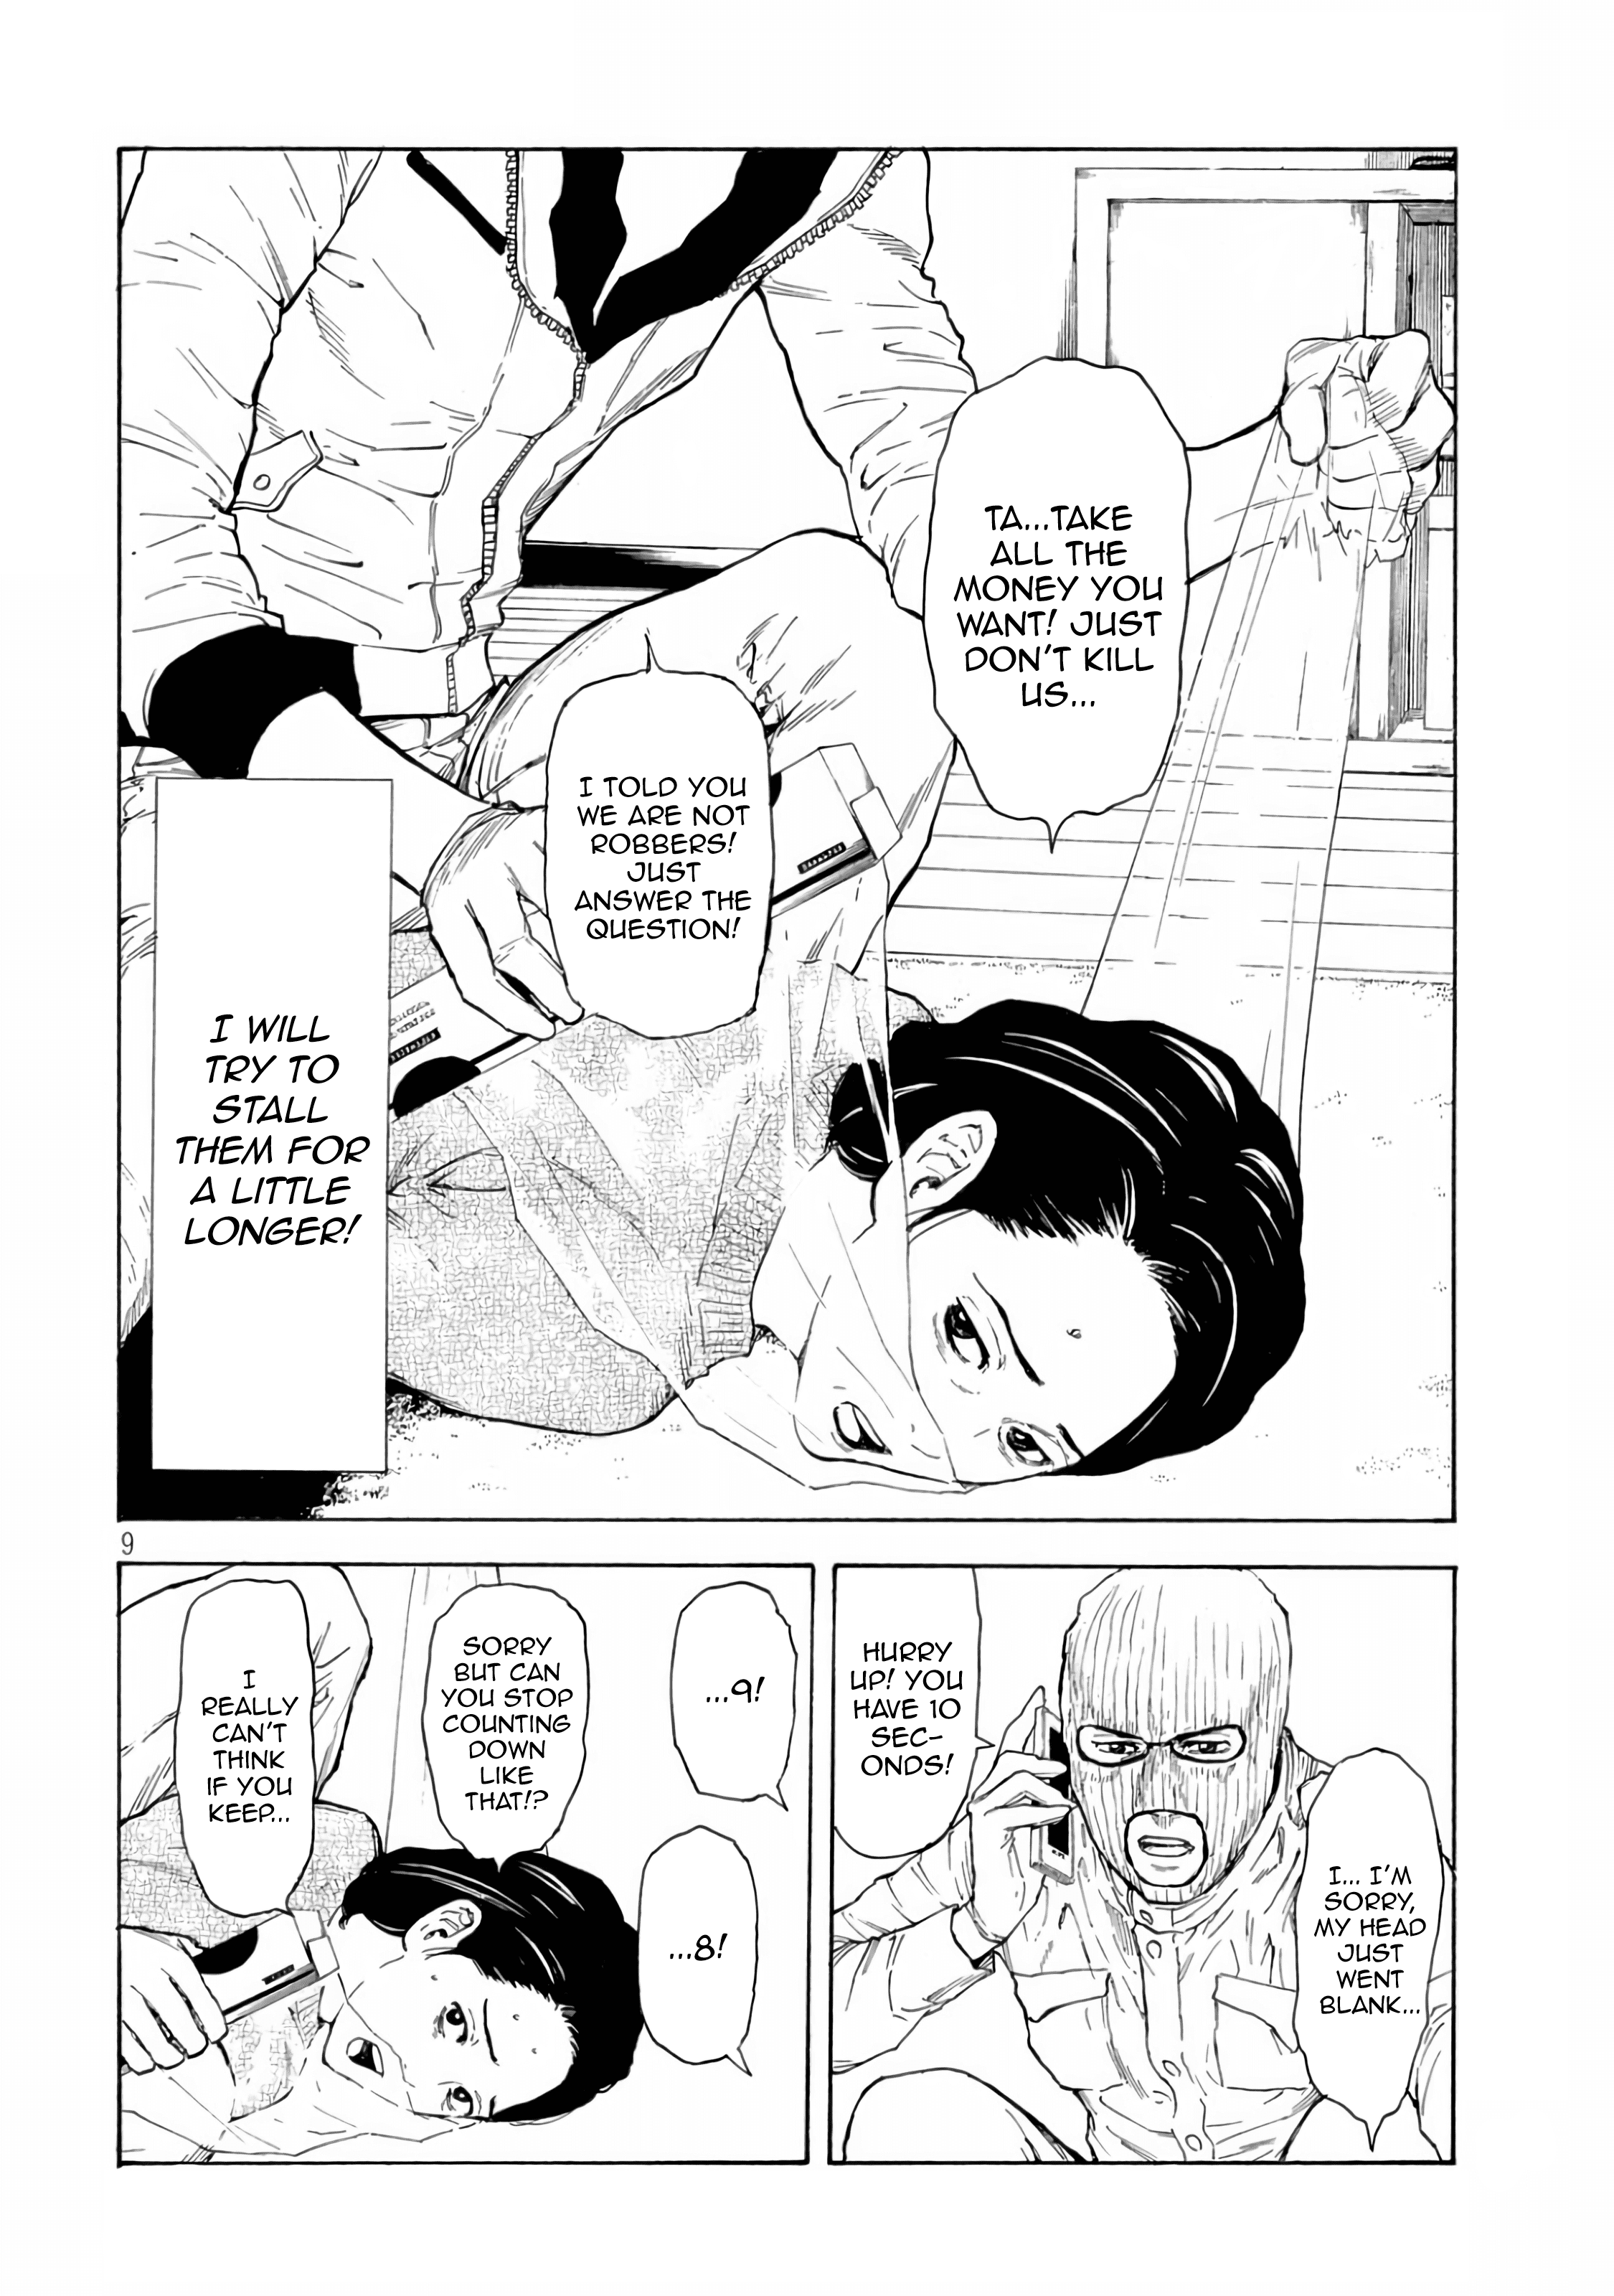 TA...TAKE
ALL THE
MONEY YOU
WANT! JUST
DON'T KILL
US...
I TOLD YOU
WE ARE NOT
ROBBERS!
JUST
ANSWER THE
QUESTION!
I WILL
TRY TO
STALL
THEM FOR
A LITTLE
LONGER!
9
HURRY
UP! YOU
HAVE 10
SEC-
ONDS!
I... I'M
SORRY,
MY HEAD
JUST
WENT
BLANK...
...9!
...8!
SORRY
BUT CAN
YOU STOP
COUNTING
DOWN
LIKE
THAT!?
I
REALLY
CAN'T
THINK
IF YOU
KEEP...